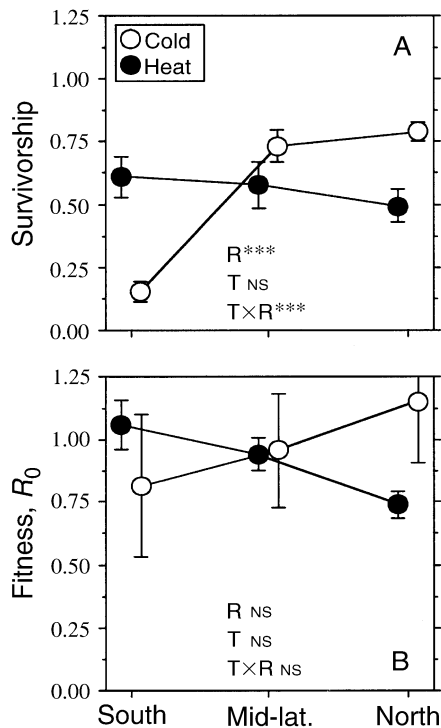 1.25
A
Cold
Heat
1.00
0.75
0.50
0.25
0.00
Survivorship
R***
T NS
T×R***
1.25
1.00
0.75
0.50
0.25
0.00
Fitness, R0
R NS
T NS
T×R NS
B
South Mid-lat. North